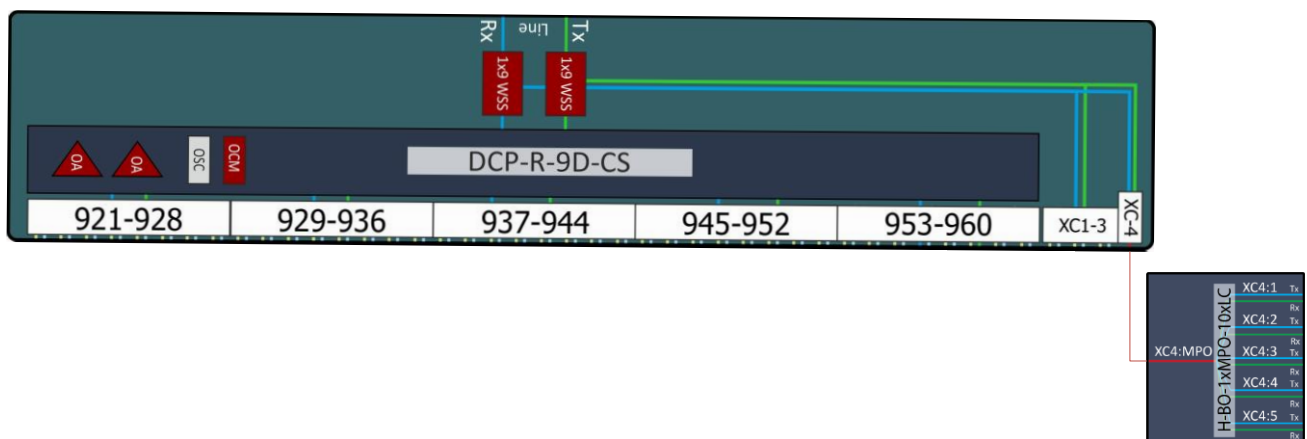 Rx Line Tx
1x9 WSS 1x9 WSS
OA OA OSC OCM DCP-R-9D-CS
921-928 929-936 937-944 945-952 953-960 XC1-3 XC-4
XC4:MPO
H-BO-1xMPO-10xLC
XC4:1 Tx
Rx
XC4:2 Tx
Rx
XC4:3 Tx
Rx
XC4:4 Tx
Rx
XC4:5 Tx
Rx